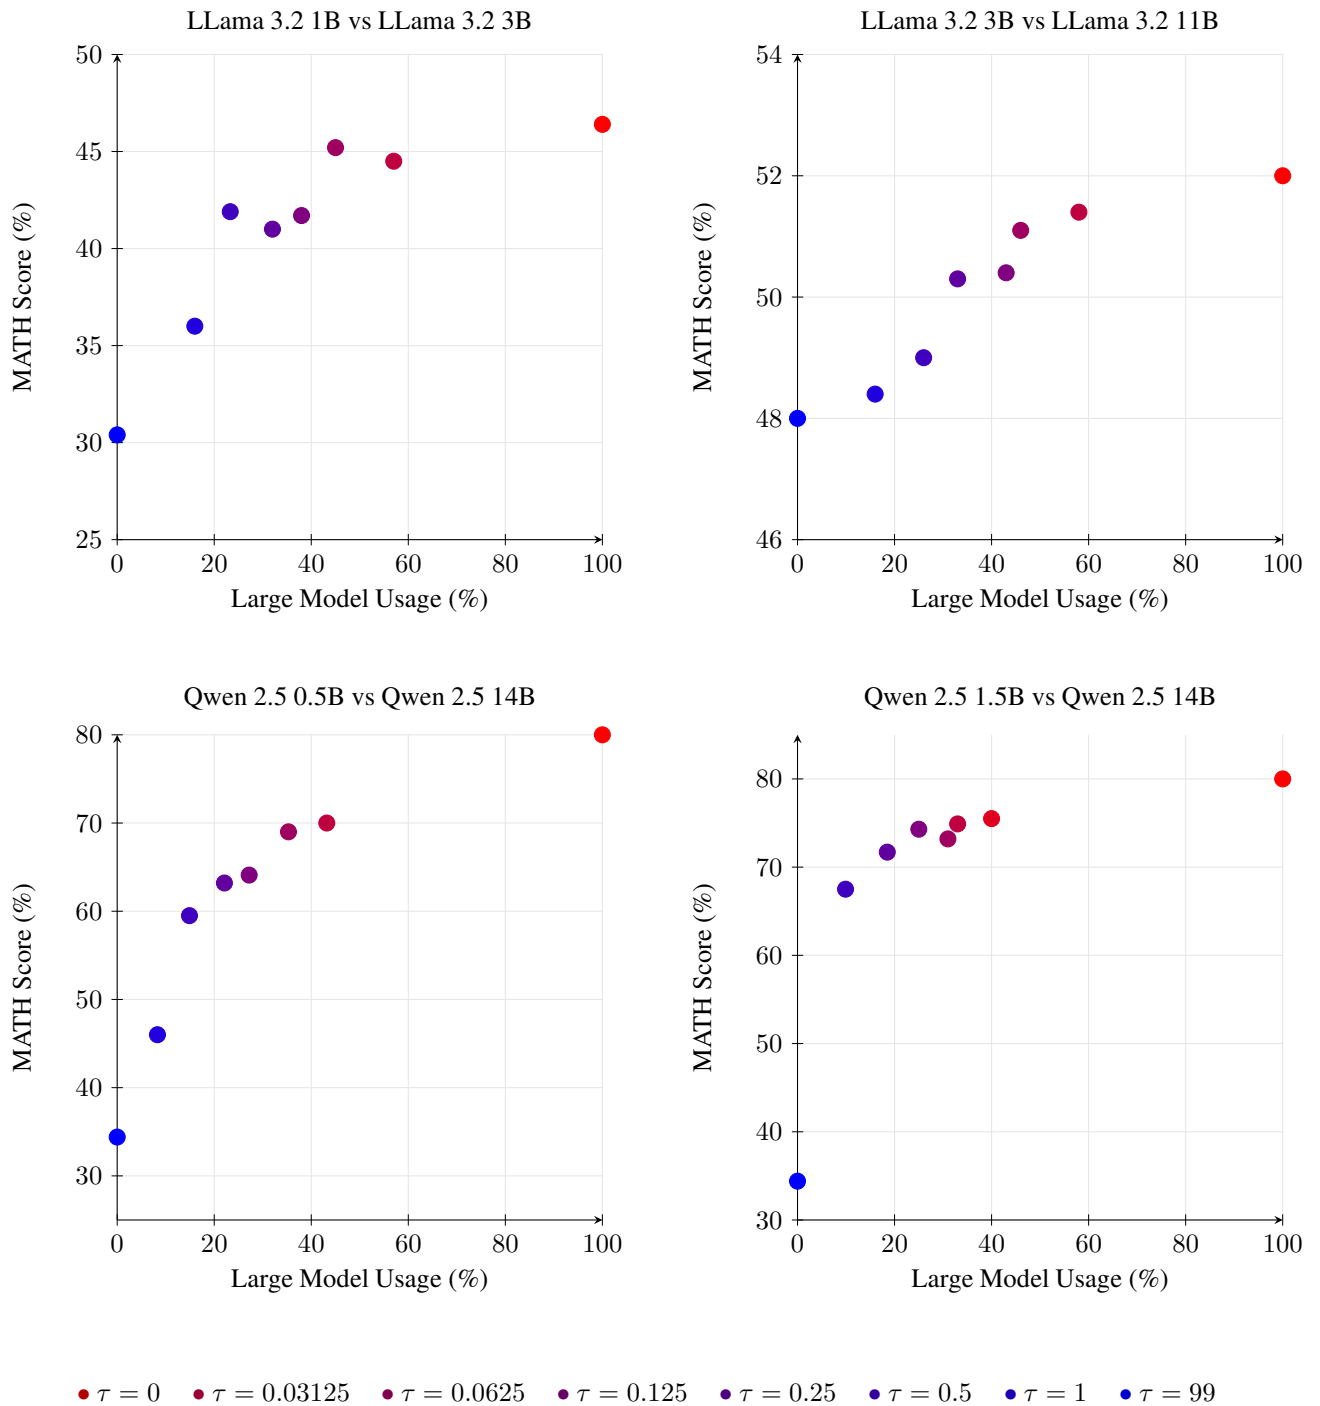 LLama 3.2 1B vs LLama 3.2 3B
50
45
40
35
30
25
0 20 40 60 80 100
MATH Score (%)
Large Model Usage (%)
LLama 3.2 3B vs LLama 3.2 11B
54
52
50
48
46
0 20 40 60 80 100
MATH Score (%)
Large Model Usage (%)
Qwen 2.5 0.5B vs Qwen 2.5 14B
80
70
60
50
40
30
0 20 40 60 80 100
MATH Score (%)
Large Model Usage (%)
Qwen 2.5 1.5B vs Qwen 2.5 14B
80
70
60
50
40
30
0 20 40 60 80 100
MATH Score (%)
Large Model Usage (%)
τ = 0 τ = 0.03125 τ = 0.0625 τ = 0.125 τ = 0.25 τ = 0.5 τ = 1 τ = 99